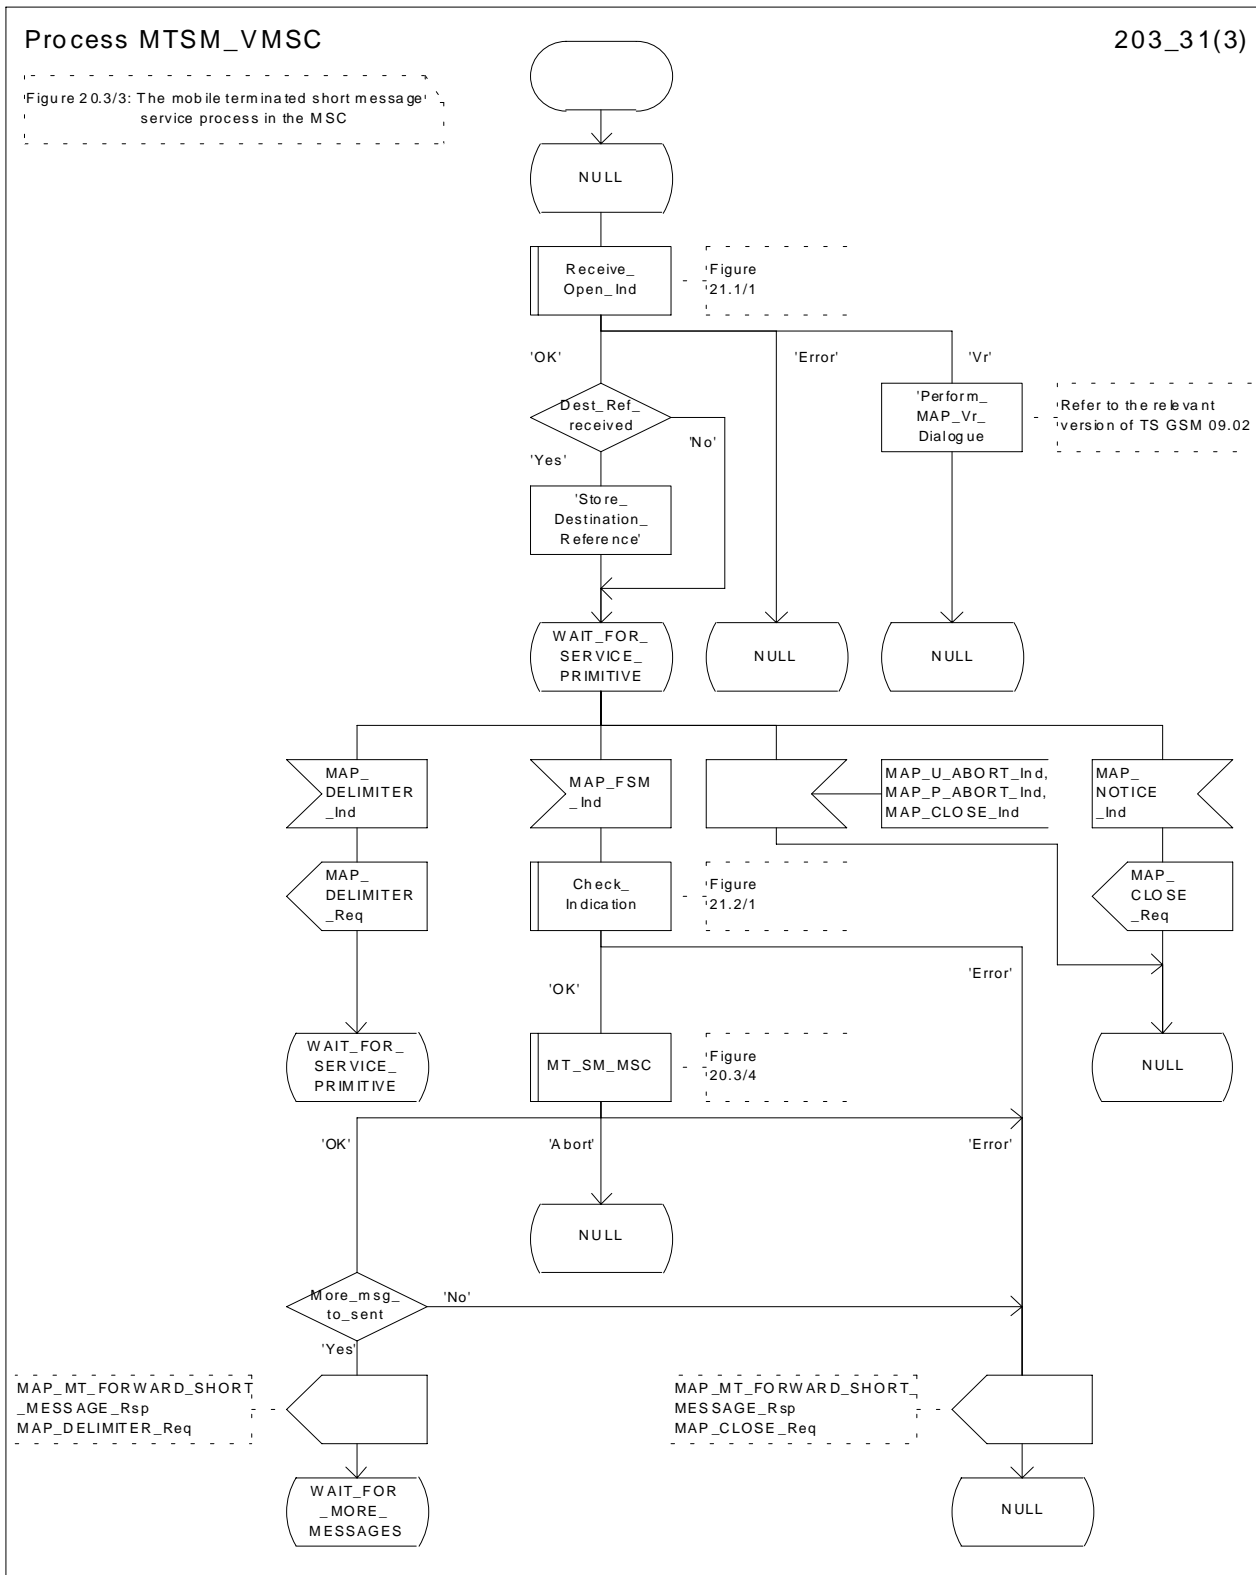 Process MTSM_VMSC
203_31(3)
Figure 20.3/3: The mobile terminated short message
service process in the MSC
NULL
Receive_
Open_Ind
Figure
21.1/1
'OK'
'Error'
'Vr'
Dest_Ref_
received
'No'
'Yes'
'Perform_
MAP_Vr_
Dialogue
Refer to the relevant
version of TS GSM 09.02
'Store_
Destination_
Reference'
WAIT_FOR_
SERVICE_
PRIMITIVE
NULL
NULL
MAP_
DELIMITER
_Ind
MAP_FSM
_Ind
MAP_U_ABORT_Ind,
MAP_P_ABORT_Ind,
MAP_CLOSE_Ind
MAP_
NOTICE
_Ind
MAP_
DELIMITER
_Req
Check_
Indication
Figure
21.2/1
MAP_
CLOSE
_Req
'OK'
'Error'
WAIT_FOR_
SERVICE_
PRIMITIVE
MT_SM_MSC
Figure
20.3/4
NULL
'OK'
'Abort'
'Error'
NULL
More_msg_
to_sent
'No'
'Yes'
MAP_MT_FORWARD_SHORT
_MESSAGE_Rsp
MAP_DELIMITER_Req
MAP_MT_FORWARD_SHORT_
MESSAGE_Rsp
MAP_CLOSE_Req
WAIT_FOR
_MORE_
MESSAGES
NULL